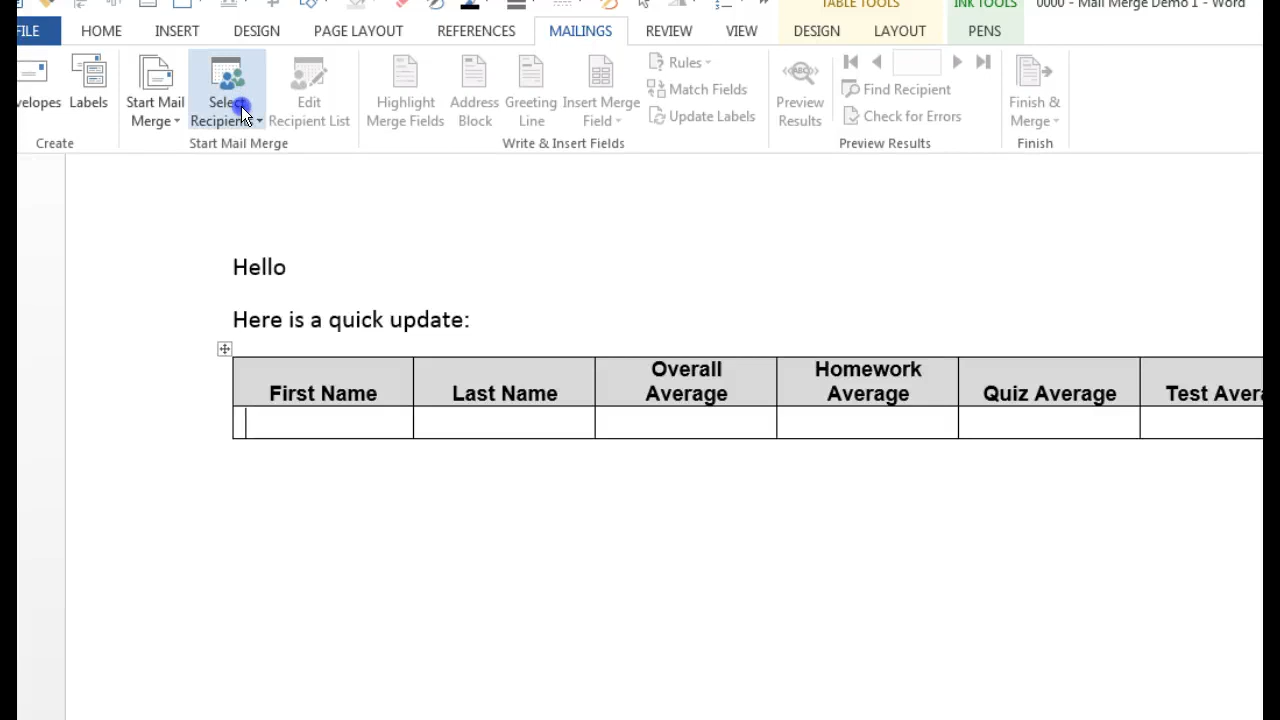 TABLE TOOLS INK TOOLS 0000 - Mail Merge Demo 1 - Word
FILE HOME INSERT DESIGN PAGE LAYOUT REFERENCES MAILINGS REVIEW VIEW DESIGN LAYOUT PENS
velopes Labels Start Mail Merge Select Recipients Edit Recipient List Highlight Merge Fields Address Block Greeting Line Insert Merge Field Rules Match Fields Update Labels Preview Results Find Recipient Check for Errors Finish & Merge
Create Start Mail Merge Write & Insert Fields Preview Results Finish
Hello
Here is a quick update:
First Name Last Name Overall Average Homework Average Quiz Average Test Avera